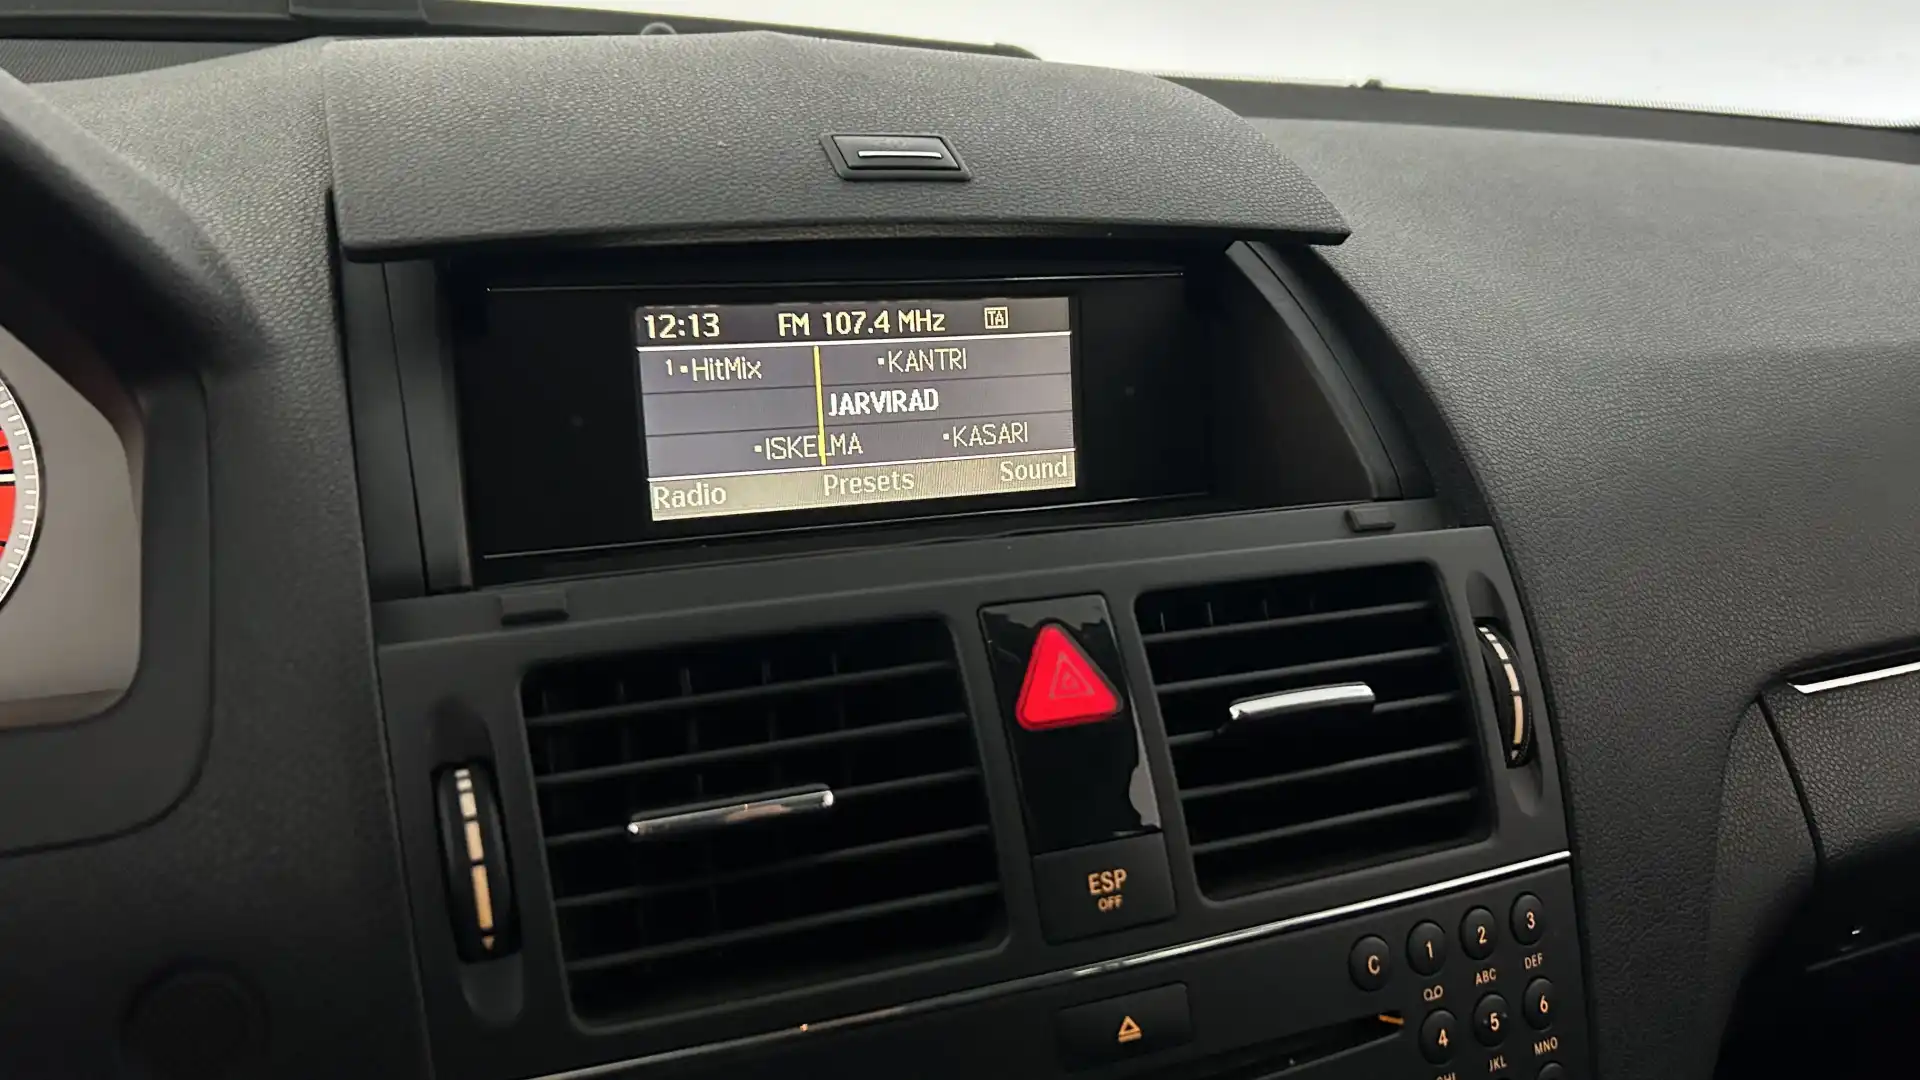 12:13 FM 107.4 MHz TA
1•HitMix •KANTRI
JARVIRAD
•ISKELMA •KASARI
Radio Presets Sound
ESP
OFF
C 1 2 3
ABC DEF
4 5 6
JKL MNO